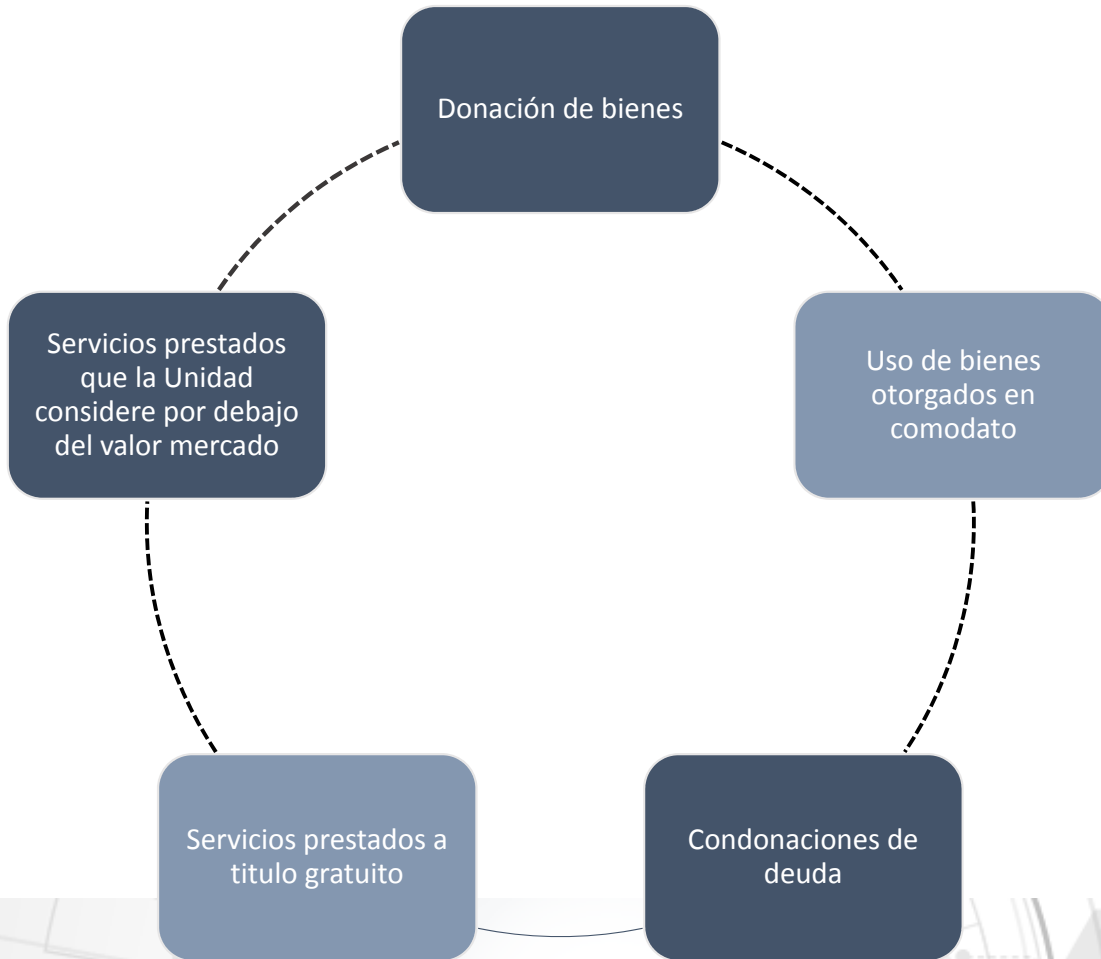 Donación de bienes
Uso de bienes
otorgados en
comodato
Condonaciones de
deuda
Servicios prestados a
titulo gratuito
Servicios prestados
que la Unidad
considere por debajo
del valor mercado